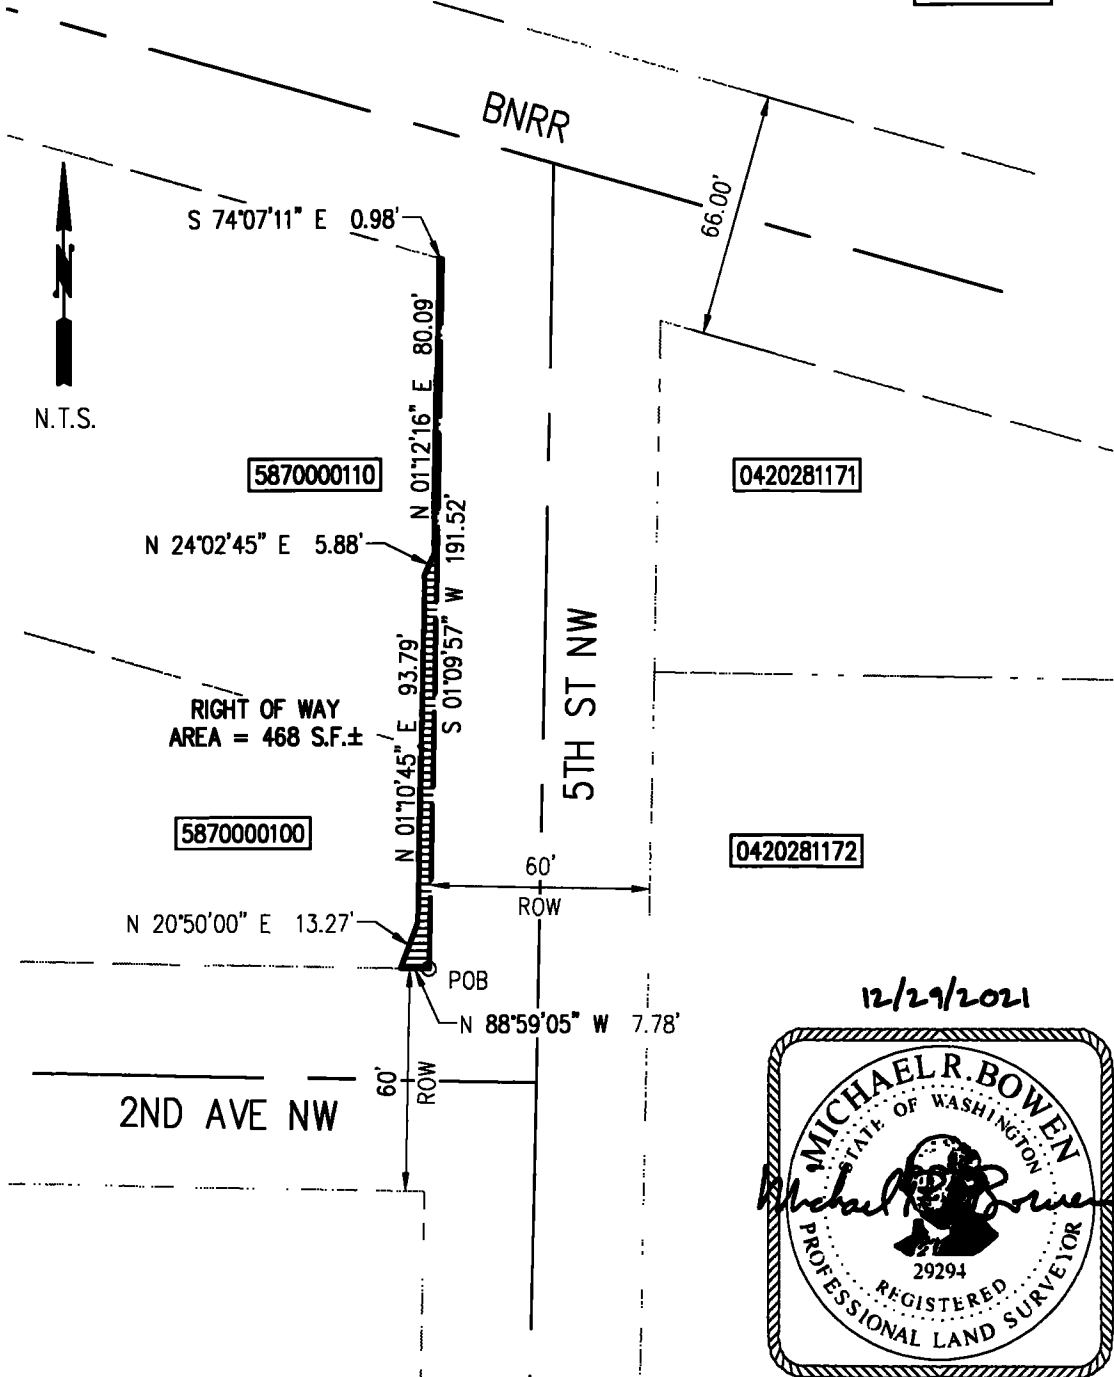 BNRR
66.00'
S 74°07'11" E 0.98'
N
N.T.S.
N 01°12'16" E 80.09'
5870000110
0420281171
191.52'
S 01°09'57" W
N 24°02'45" E 5.88'
5TH ST NW
N 01°10'45" E 93.79'
RIGHT OF WAY
AREA = 468 S.F.±
5870000100
0420281172
60'
ROW
N 20°50'00" E 13.27'
POB
N 88°59'05" W 7.78'
60'
ROW
2ND AVE NW
12/29/2021
MICHAEL R. BOWEN
STATE OF WASHINGTON
Michael R. Bowen
29294
REGISTERED
PROFESSIONAL LAND SURVEYOR